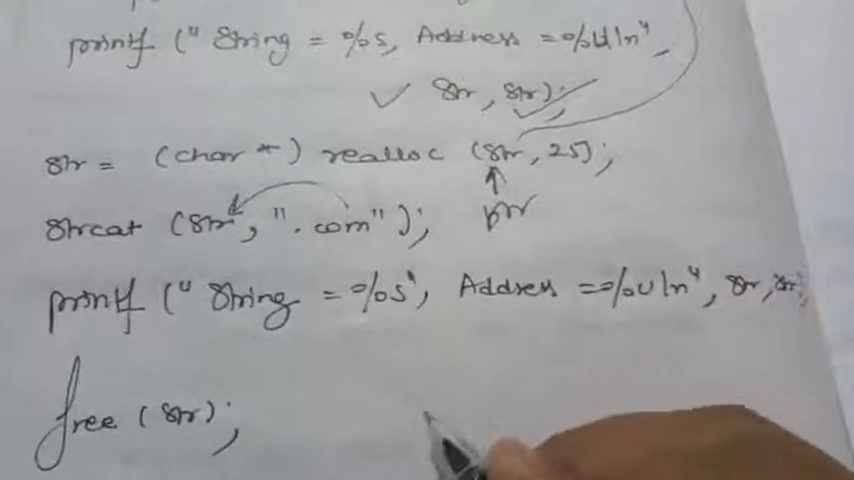 printf (" String = %s, Address = %u\n",
str, str);
str = (char *) realloc (str, 25);
strcat (str, ".com"); ptr
printf (" String = %s', Address = %u\n", str, str);
free (str);